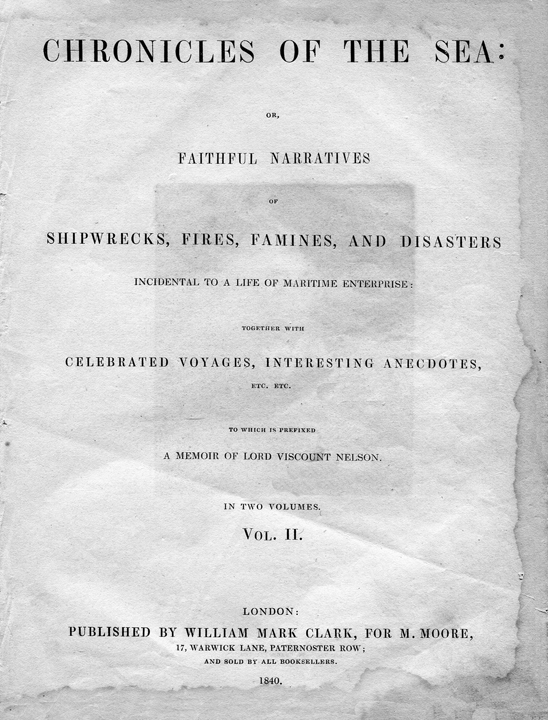 CHRONICLES OF THE SEA:
OR,
FAITHFUL NARRATIVES
OF
SHIPWRECKS, FIRES, FAMINES, AND DISASTERS
INCIDENTAL TO A LIFE OF MARITIME ENTERPRISE:
TOGETHER WITH
CELEBRATED VOYAGES, INTERESTING ANECDOTES,
ETC. ETC.
TO WHICH IS PREFIXED
A MEMOIR OF LORD VISCOUNT NELSON.
IN TWO VOLUMES.
VOL. II.
LONDON:
PUBLISHED BY WILLIAM MARK CLARK, FOR M. MOORE,
17, WARWICK LANE, PATERNOSTER ROW;
AND SOLD BY ALL BOOKSELLERS.
1840.